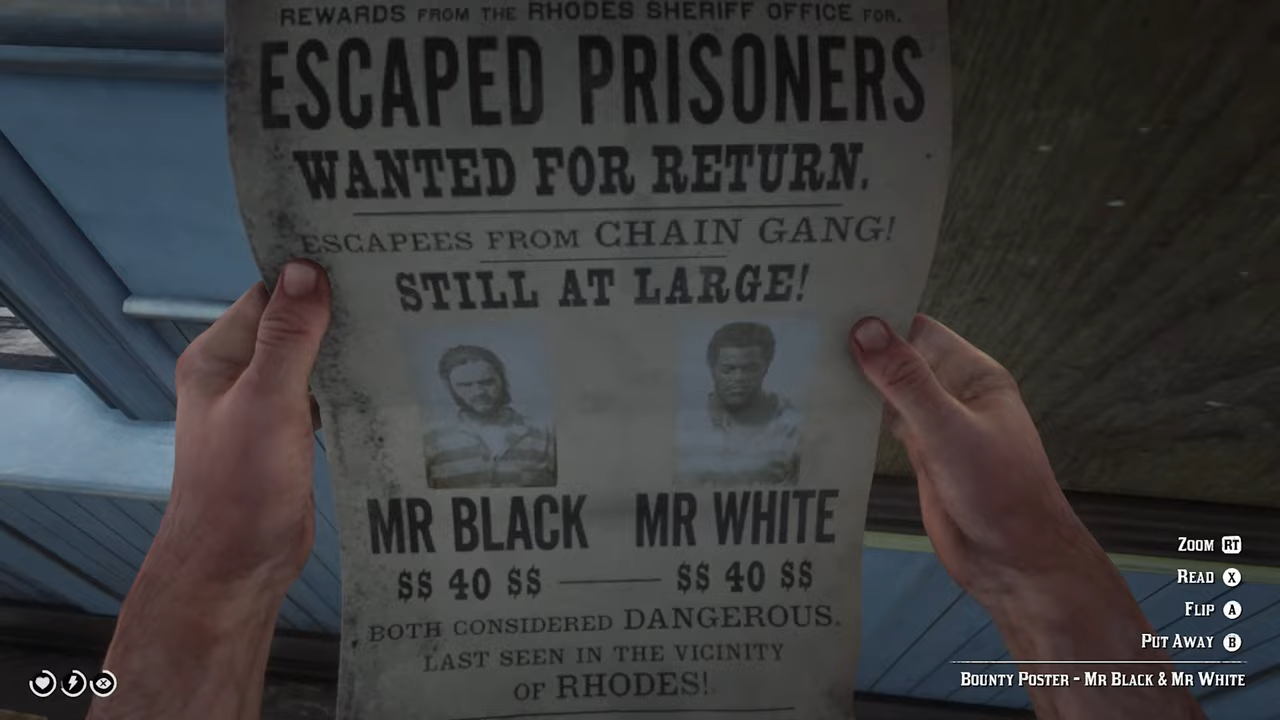 REWARDS FROM THE RHODES SHERIFF OFFICE FOR.
ESCAPED PRISONERS
WANTED FOR RETURN.
ESCAPEES FROM CHAIN GANG!
STILL AT LARGE!
MR BLACK MR WHITE
$$ 40 $$ $$ 40 $$
BOTH CONSIDERED DANGEROUS.
LAST SEEN IN THE VICINITY
OF RHODES!
ZOOM RT
READ X
FLIP A
PUT AWAY B
BOUNTY POSTER - MR BLACK & MR WHITE